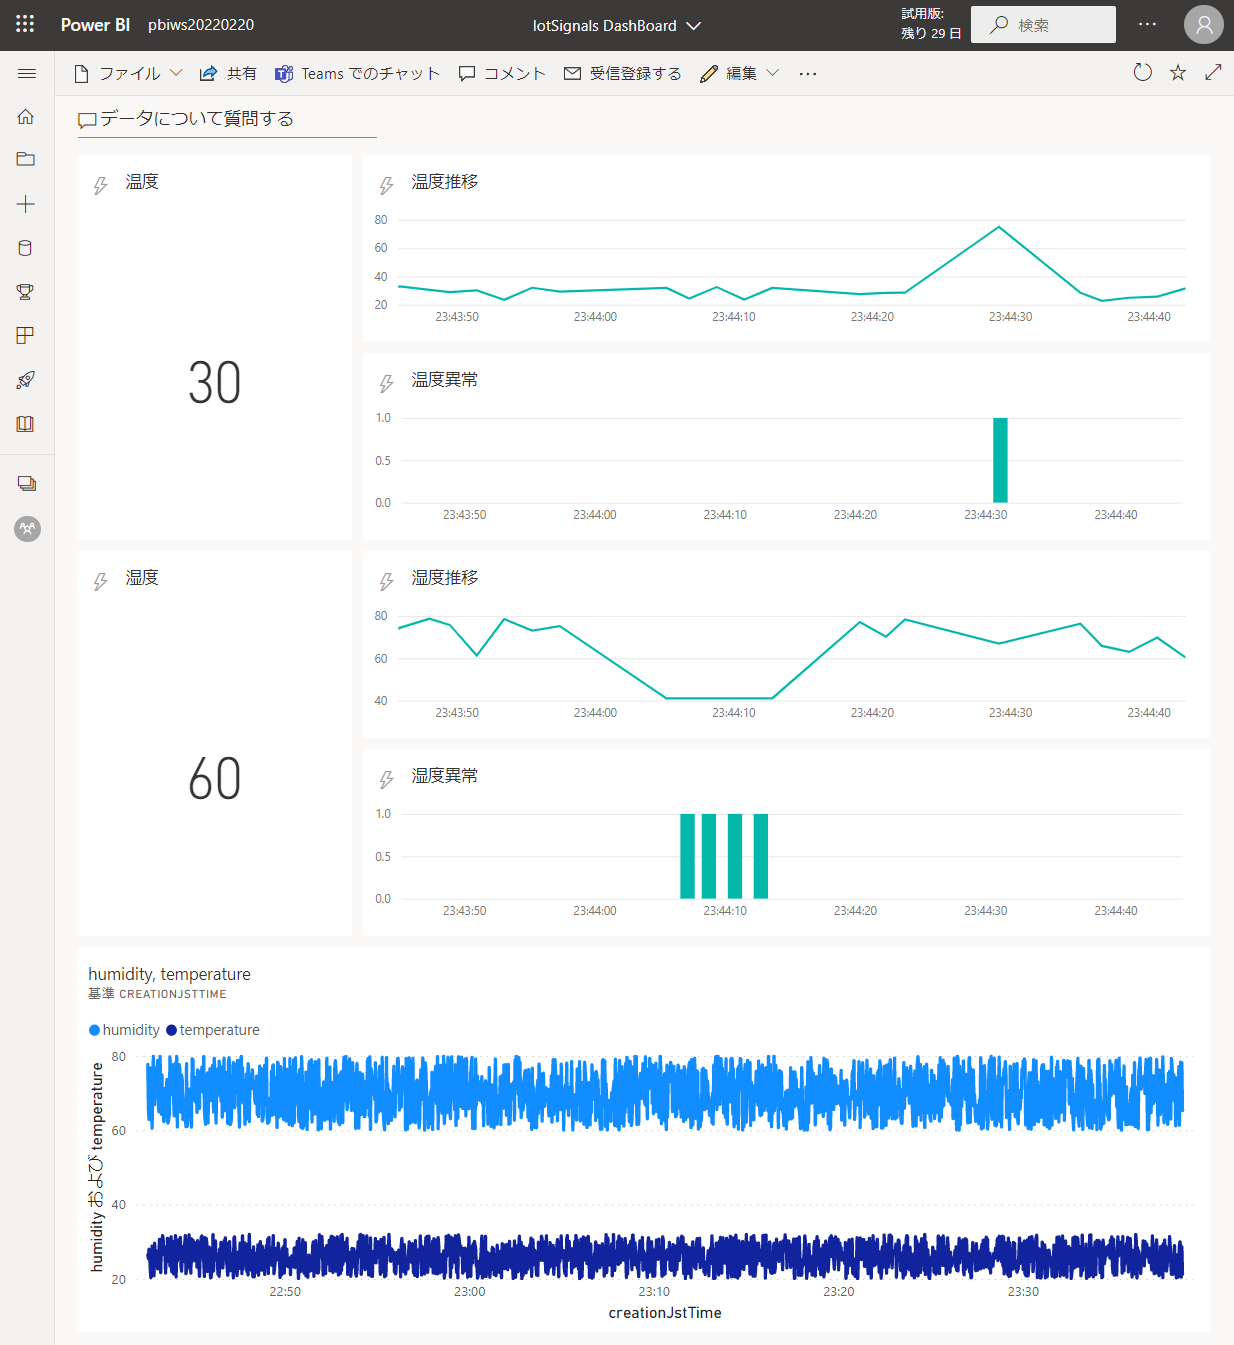 Power BI pbiws20220220
IotSignals DashBoard
試用版:
残り 29 日
検索
ファイル 共有 Teams でのチャット コメント 受信登録する 編集
データについて質問する
温度
30
温度推移
80
60
40
20
23:43:50 23:44:00 23:44:10 23:44:20 23:44:30 23:44:40
温度異常
1.0
0.5
0.0
23:43:50 23:44:00 23:44:10 23:44:20 23:44:30 23:44:40
湿度
60
湿度推移
80
60
40
23:43:50 23:44:00 23:44:10 23:44:20 23:44:30 23:44:40
湿度異常
1.0
0.5
0.0
23:43:50 23:44:00 23:44:10 23:44:20 23:44:30 23:44:40
humidity, temperature
基準 CREATIONJSTTIME
humidity temperature
humidity および temperature
80
60
40
20
22:50 23:00 23:10 23:20 23:30
creationJstTime